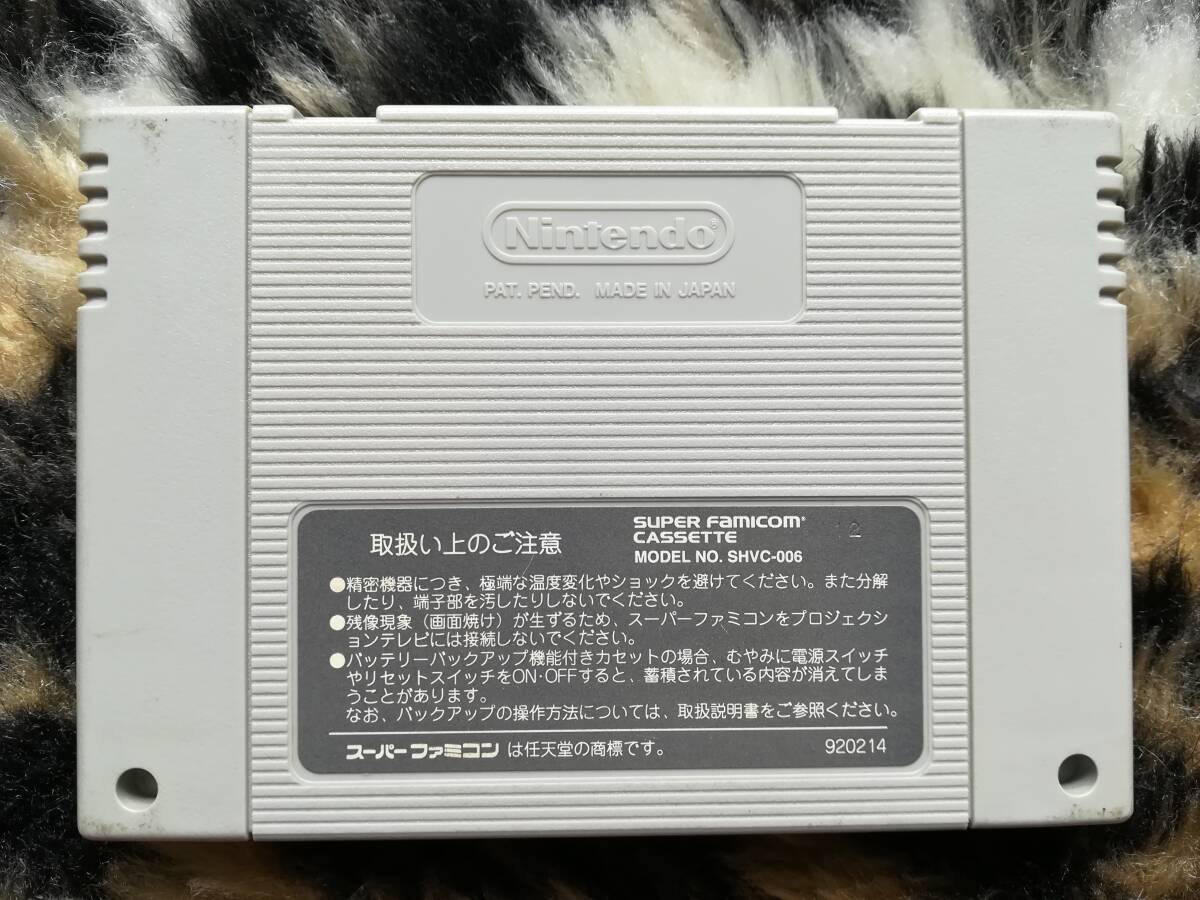 Nintendo®
PAT. PEND. MADE IN JAPAN
取扱い上のご注意
SUPER FAMICOM®
CASSETTE
MODEL NO. SHVC-006
12
●精密機器につき、極端な温度変化やショックを避けてください。また分解
したり、端子部を汚したりしないでください。
●残像現象（画面焼け）が生ずるため、スーパーファミコンをプロジェクシ
ョンテレビには接続しないでください。
●バッテリーバックアップ機能付きカセットの場合、むやみに電源スイッチ
やリセットスイッチをON・OFFすると、蓄積されている内容が消えてしま
うことがあります。
なお、バックアップの操作方法については、取扱説明書をご参照ください。
スーパーファミコン は任天堂の商標です。
920214